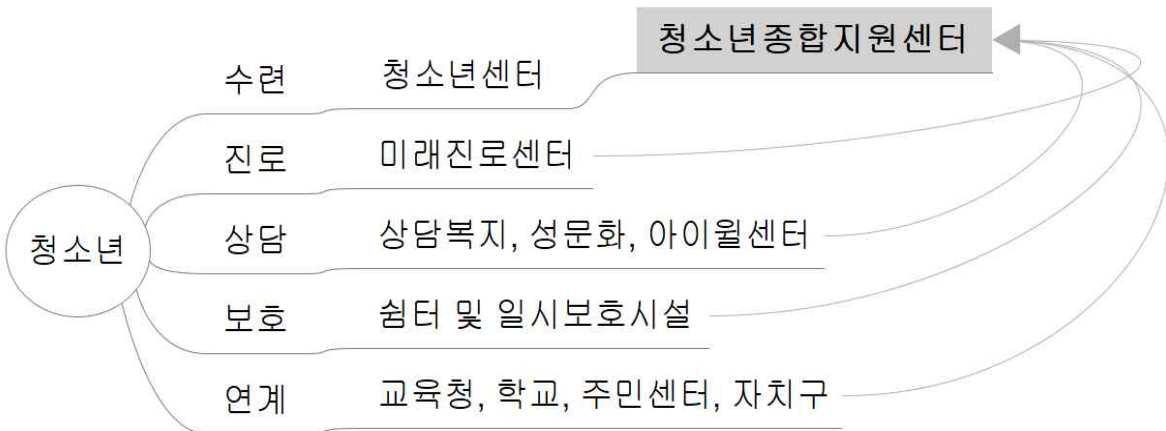 청소년종합지원센터
수련 청소년센터
진로 미래진로센터
청소년
상담 상담복지, 성문화, 아이윌센터
보호 쉼터 및 일시보호시설
연계 교육청, 학교, 주민센터, 자치구